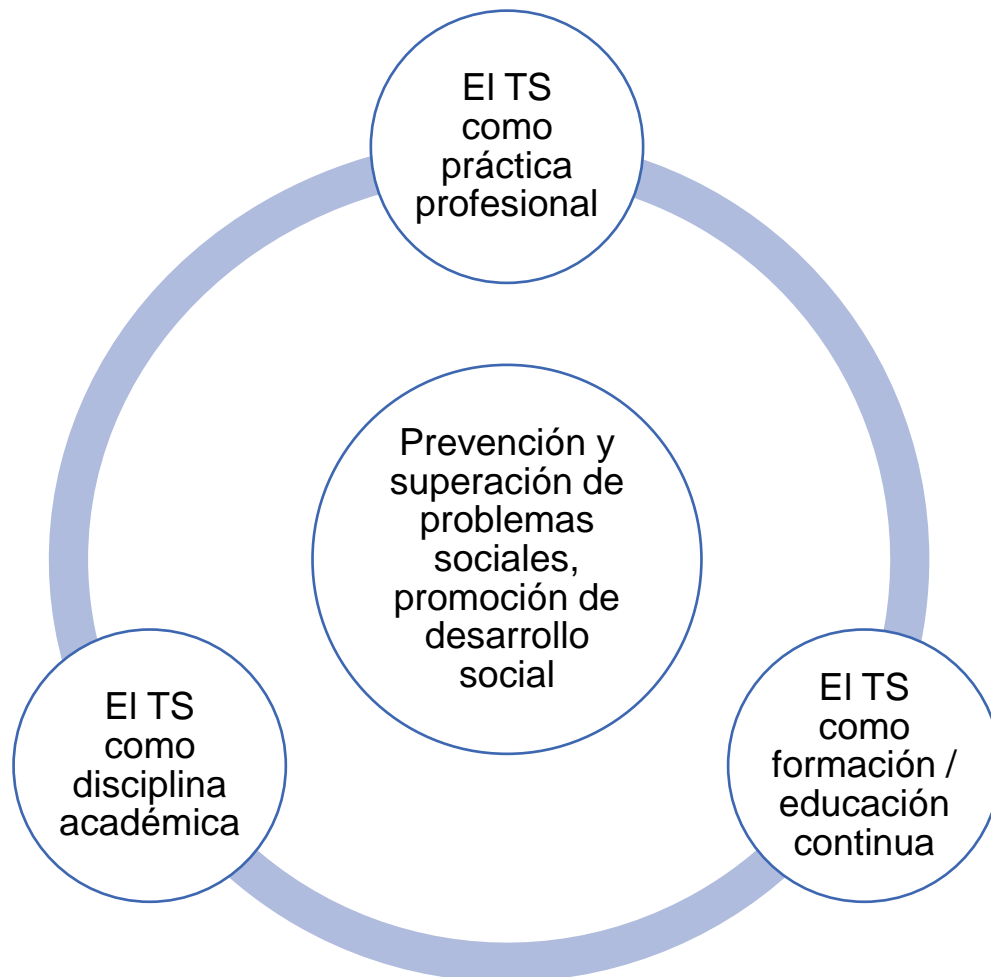 El TS
como
práctica
profesional
Prevención y
superación de
problemas
sociales,
promoción de
desarrollo
social
El TS
como
disciplina
académica
El TS
como
formación /
educación
continua